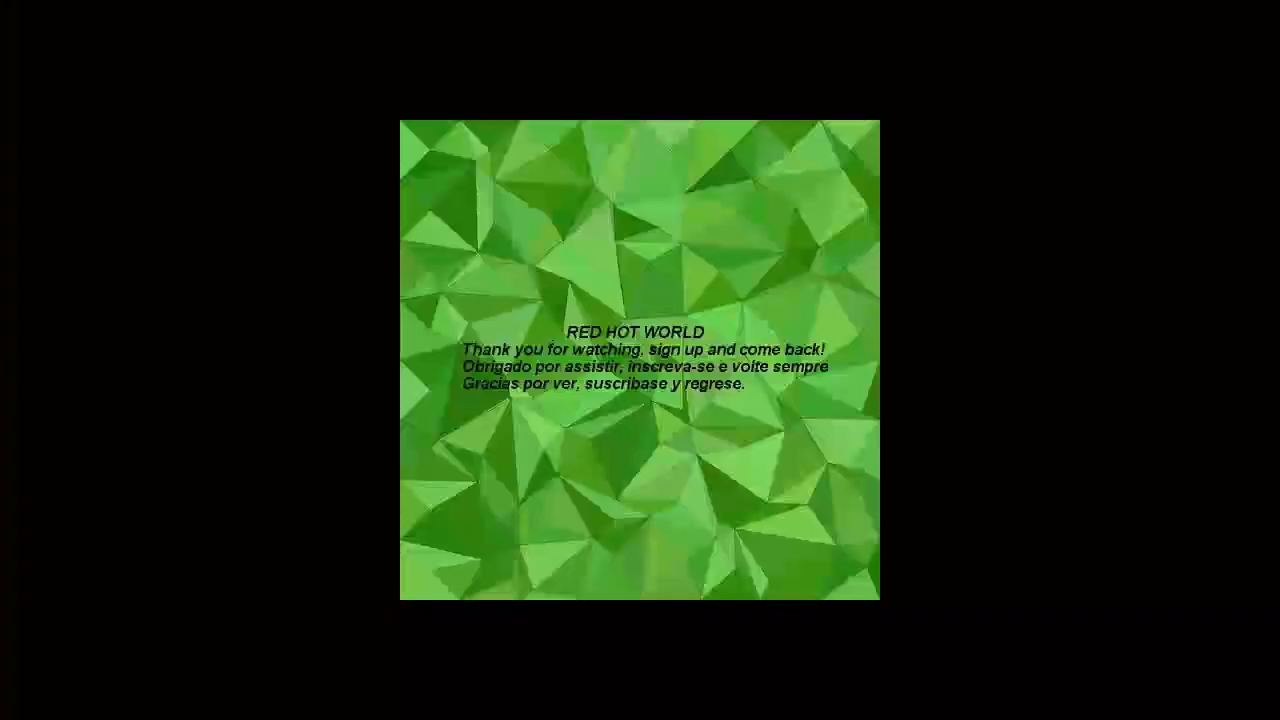 RED HOT WORLD
Thank you for watching, sign up and come back!
Obrigado por assistir, inscreva-se e volte sempre
Gracias por ver, suscribase y regrese.